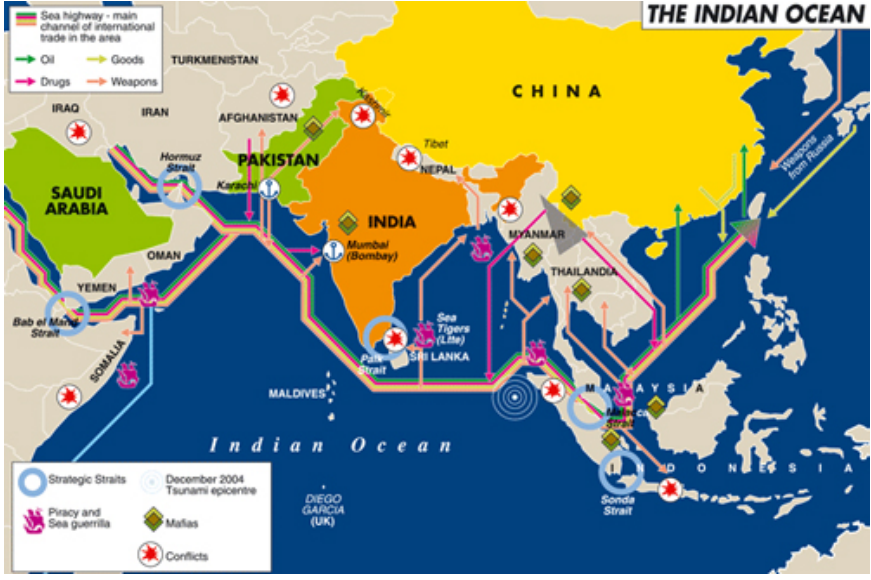 THE INDIAN OCEAN
Sea highway - main
channel of international
trade in the area
Oil
Goods
Drugs
Weapons
TURKMENISTAN
IRAQ
IRAN
AFGHANISTAN
Kashmir
CHINA
Hormuz
Strait
PAKISTAN
Tibet
NEPAL
Weapons
from Russia
Karachi
SAUDI
ARABIA
INDIA
OMAN
Mumbai
(Bombay)
MYANMAR
THAILANDIA
YEMEN
Bab el Mandeb
Strait
Sea
Tigers
(Ltte)
SOMALIA
Palk
Strait
SRI LANKA
MALDIVES
MALAYSIA
Malacca
Strait
Indian Ocean
INDONESIA
Sonda
Strait
DIEGO
GARCIA
(UK)
Strategic Straits
December 2004
Tsunami epicentre
Piracy and
Sea guerrilla
Mafias
Conflicts